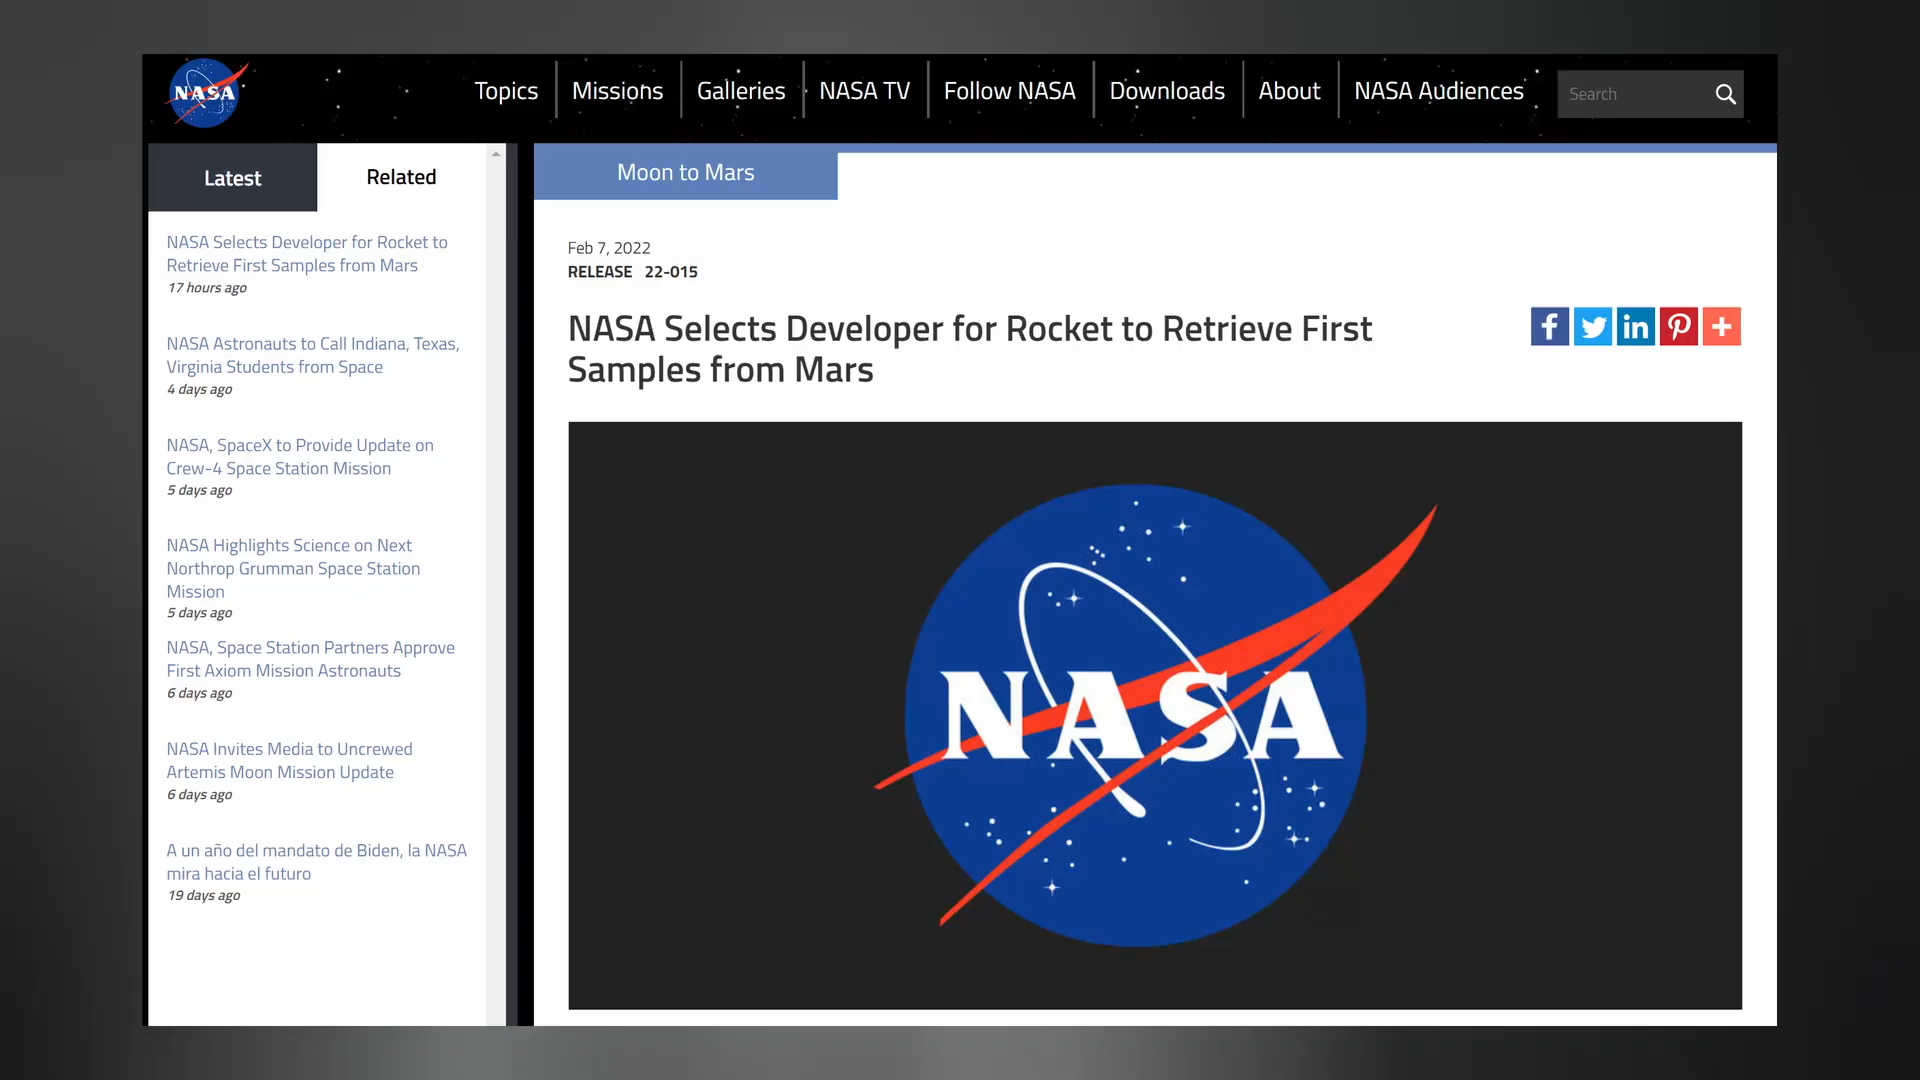 NASA
Topics
Missions
Galleries
NASA TV
Follow NASA
Downloads
About
NASA Audiences
Search
Latest
Related
NASA Selects Developer for Rocket to
Retrieve First Samples from Mars
17 hours ago
NASA Astronauts to Call Indiana, Texas,
Virginia Students from Space
4 days ago
NASA, SpaceX to Provide Update on
Crew-4 Space Station Mission
5 days ago
NASA Highlights Science on Next
Northrop Grumman Space Station
Mission
5 days ago
NASA, Space Station Partners Approve
First Axiom Mission Astronauts
6 days ago
NASA Invites Media to Uncrewed
Artemis Moon Mission Update
6 days ago
A un año del mandato de Biden, la NASA
mira hacia el futuro
19 days ago
Moon to Mars
Feb 7, 2022
RELEASE 22-015
NASA Selects Developer for Rocket to Retrieve First
Samples from Mars
NASA